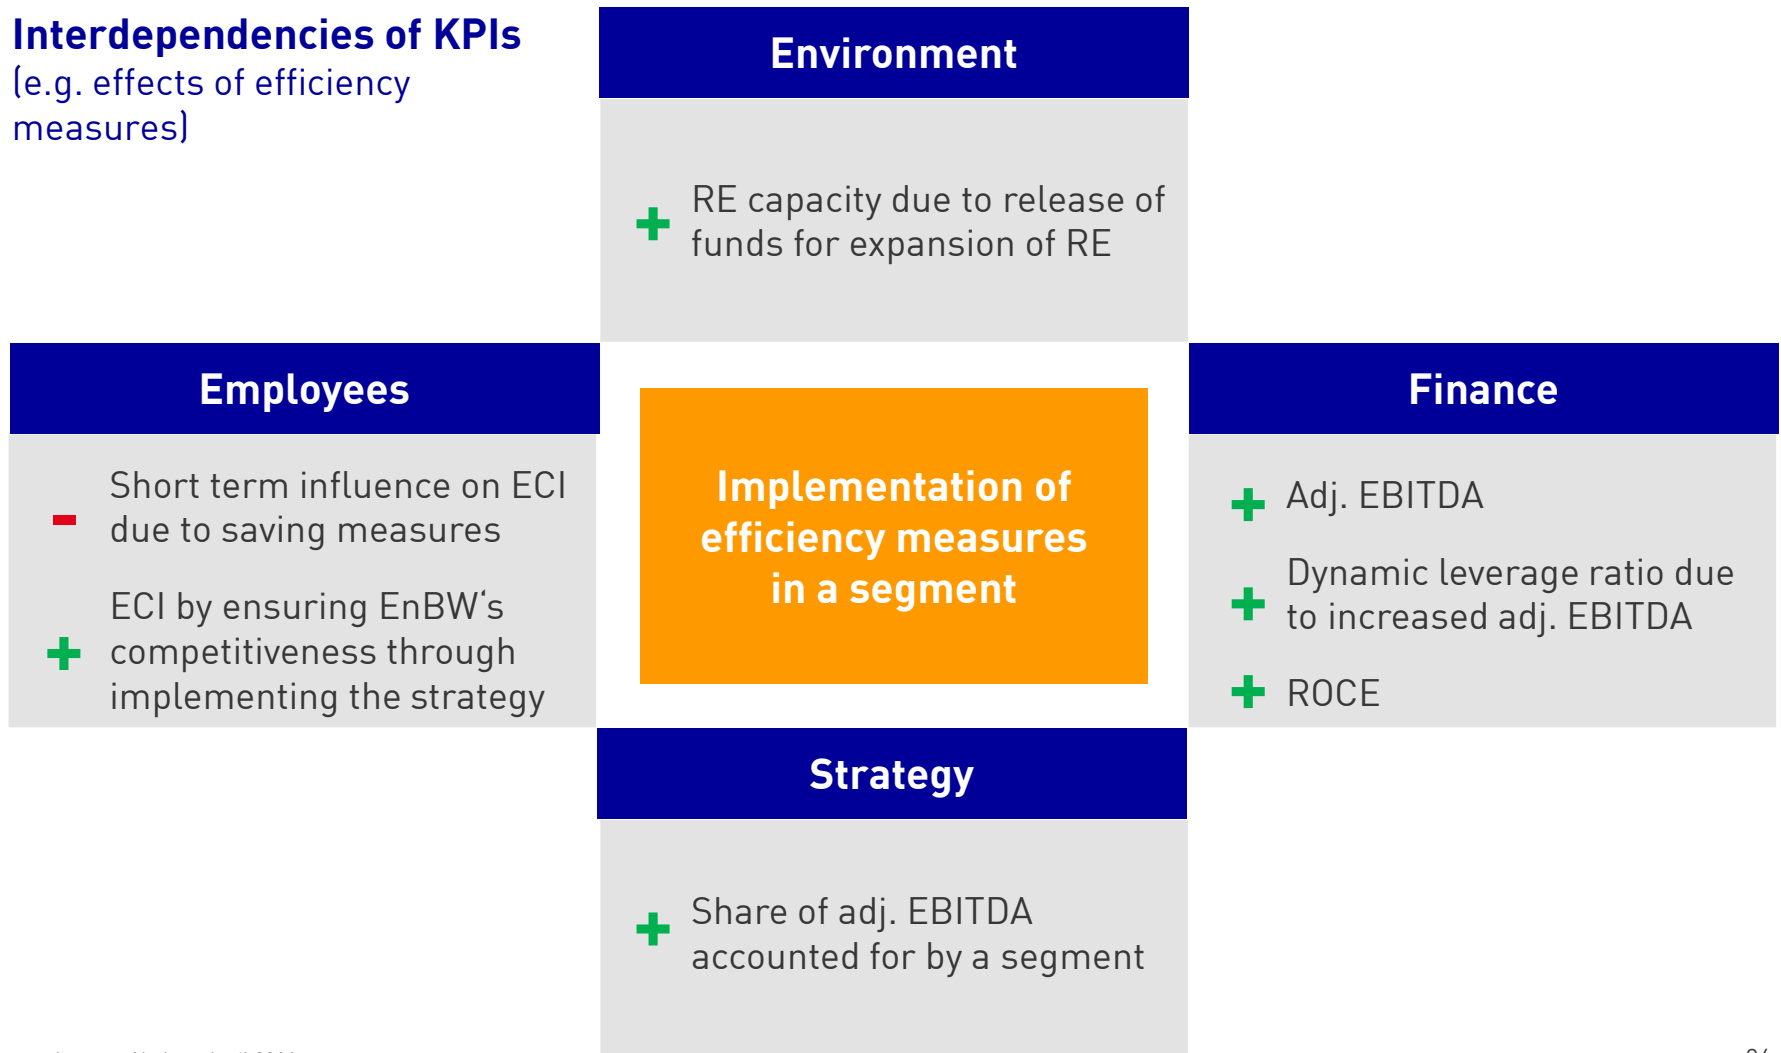 Interdependencies of KPIs
(e.g. effects of efficiency
measures)
Environment
+ RE capacity due to release of
funds for expansion of RE
Employees
- Short term influence on ECI
due to saving measures
+ ECI by ensuring EnBW‘s
competitiveness through
implementing the strategy
Implementation of
efficiency measures
in a segment
Finance
+ Adj. EBITDA
+ Dynamic leverage ratio due
to increased adj. EBITDA
+ ROCE
Strategy
+ Share of adj. EBITDA
accounted for by a segment